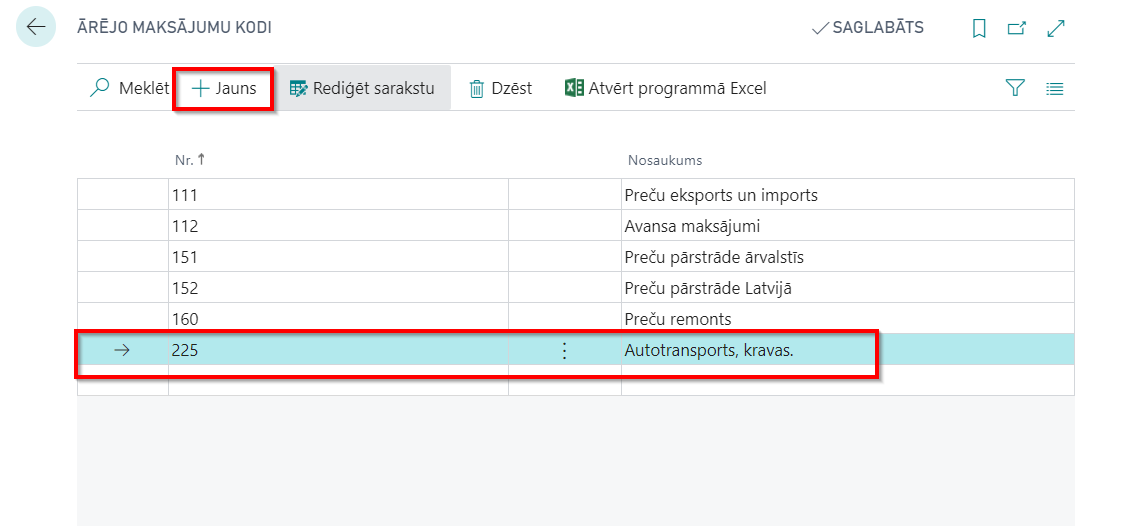 ĀRĒJO MAKSĀJUMU KODI SAGLABĀTS
Meklēt Jauns Rediģēt sarakstu Dzēst Atvērt programmā Excel
Nr. ↑ Nosaukums
111 Preču eksports un imports
112 Avansa maksājumi
151 Preču pārstrāde ārvalstīs
152 Preču pārstrāde Latvijā
160 Preču remonts
225 Autotransports, kravas.